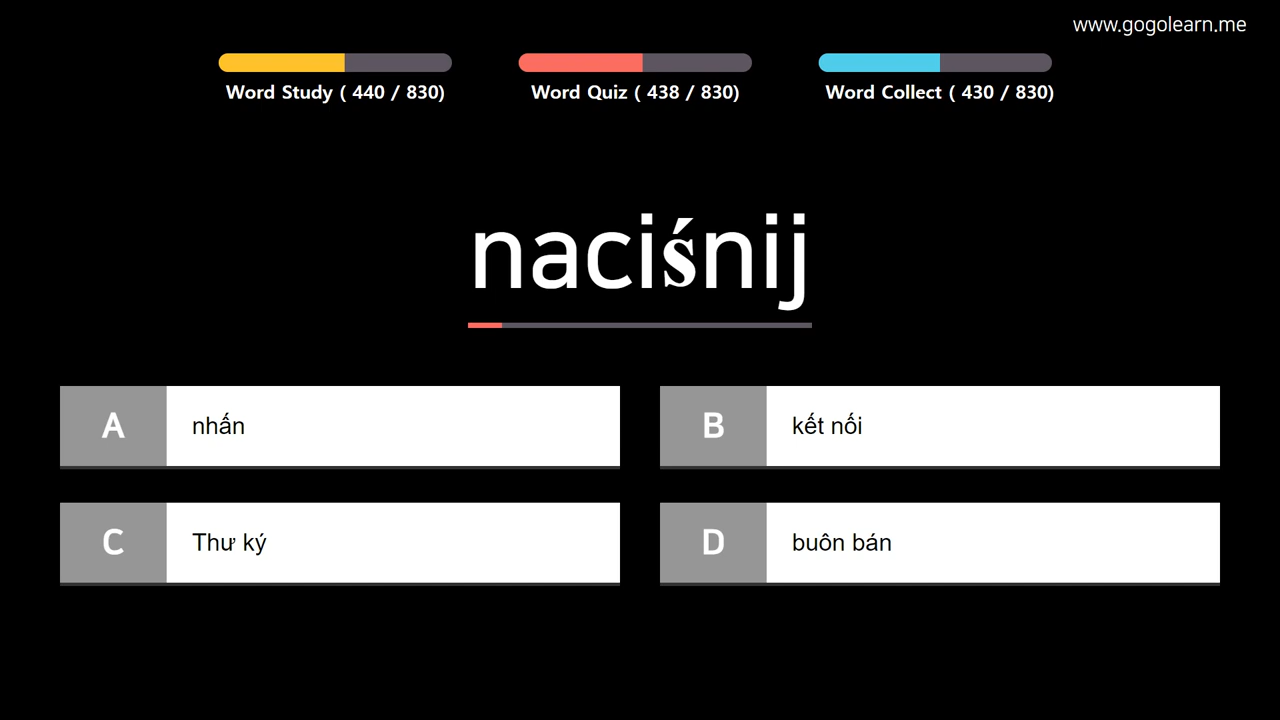 www.gogolearn.me
Word Study ( 440 / 830)
Word Quiz ( 438 / 830)
Word Collect ( 430 / 830)
naciśnij
A nhấn
B kết nối
C Thư ký
D buôn bán